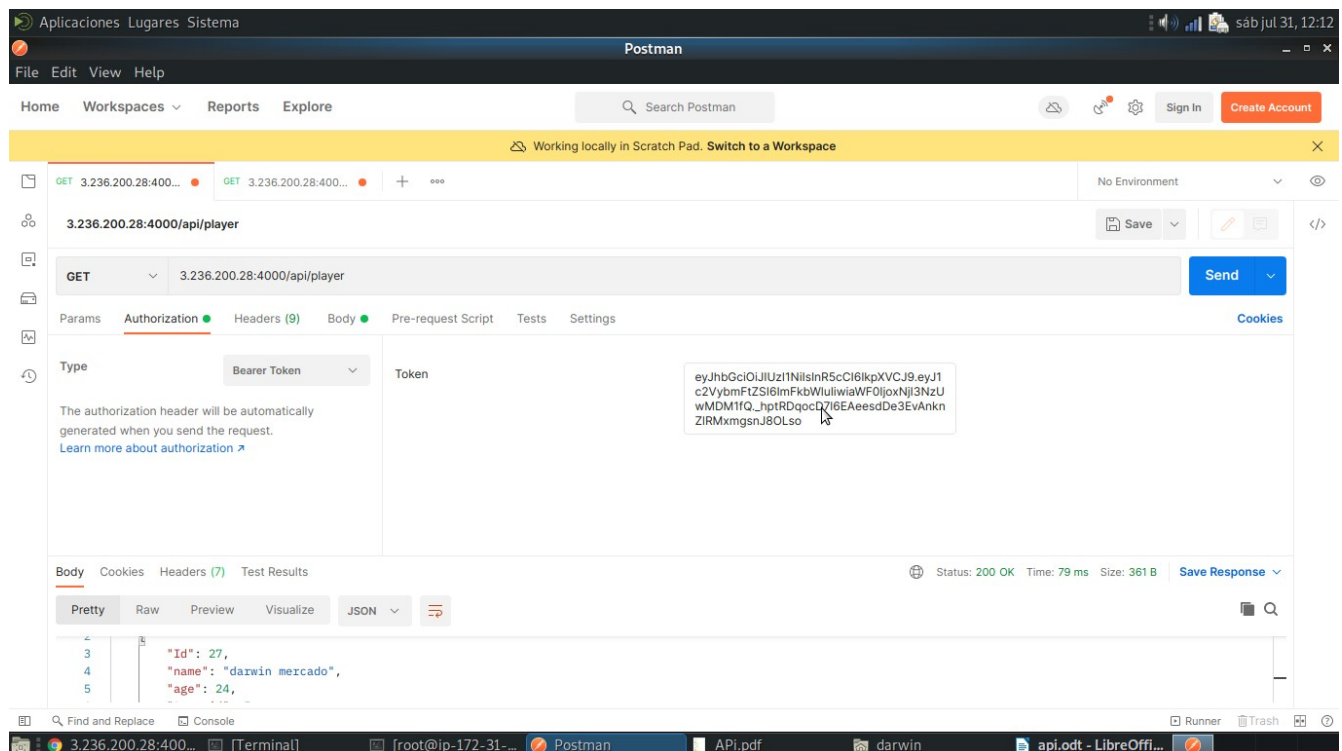 Aplicaciones Lugares Sistema
sáb jul 31, 12:12
Postman
File Edit View Help
Home Workspaces Reports Explore
Search Postman
Sign In
Create Account
Working locally in Scratch Pad. Switch to a Workspace
GET 3.236.200.28:400...
GET 3.236.200.28:400...
No Environment
3.236.200.28:4000/api/player
Save
GET
3.236.200.28:4000/api/player
Send
Params Authorization Headers (9) Body Pre-request Script Tests Settings
Cookies
Type
Bearer Token
Token
eyJhbGciOiJIUzI1NiIsInR5cCI6IkpXVCJ9.eyJ1
c2VybmFtZSI6ImFkbWluIiwiaWF0IjoxNjI3NzU
wMDM1fQ._hptRDqocD7I6EAeesdDe3EvAnkn
ZIRMxmgsnJ8OLso
The authorization header will be automatically
generated when you send the request.
Learn more about authorization
Body Cookies Headers (7) Test Results
Status: 200 OK Time: 79 ms Size: 361 B
Save Response
Pretty Raw Preview Visualize JSON
2 [
3 "Id": 27,
4 "name": "darwin mercado",
5 "age": 24,
Find and Replace Console
Runner Trash
3.236.200.28:400... [Terminal] [root@ip-172-31-... Postman APi.pdf darwin api.odt - LibreOffi...